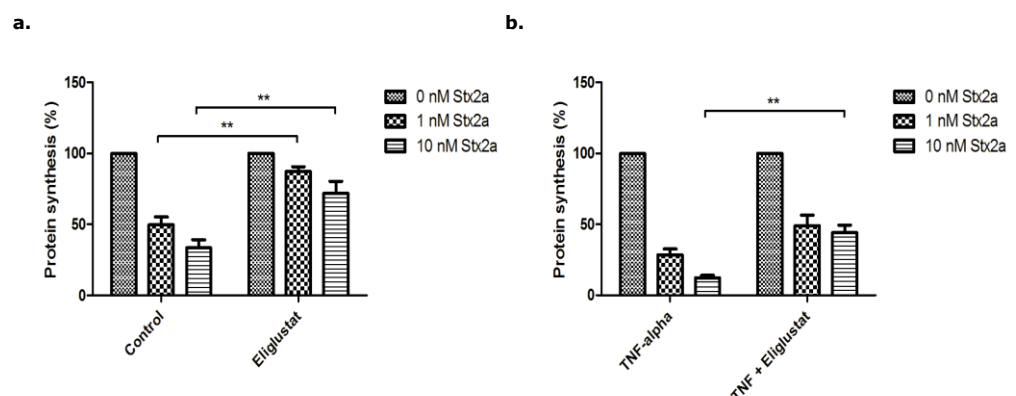 a.
Protein synthesis (%)
150
100
50
0
**
**
0 nM Stx2a
1 nM Stx2a
10 nM Stx2a
Control
Eliglustat
b.
Protein synthesis (%)
150
100
50
0
**
0 nM Stx2a
1 nM Stx2a
10 nM Stx2a
TNF-alpha
TNF + Eliglustat